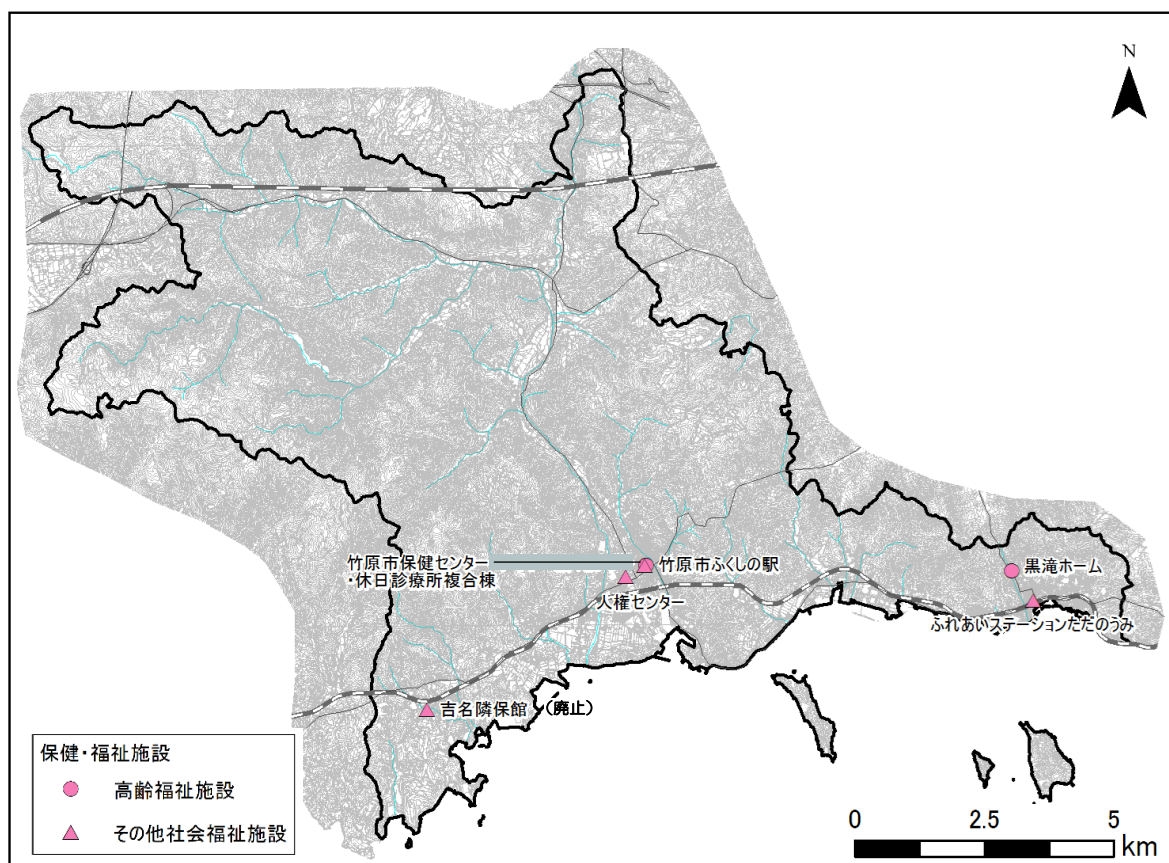 N
竹原市保健センター
・休日診療所複合棟
竹原市ふくしの駅
人権センター
黒滝ホーム
ふれあいステーションただのうみ
吉名隣保館 (廃止)
保健・福祉施設
高齢福祉施設
その他社会福祉施設
0 2.5 5
km